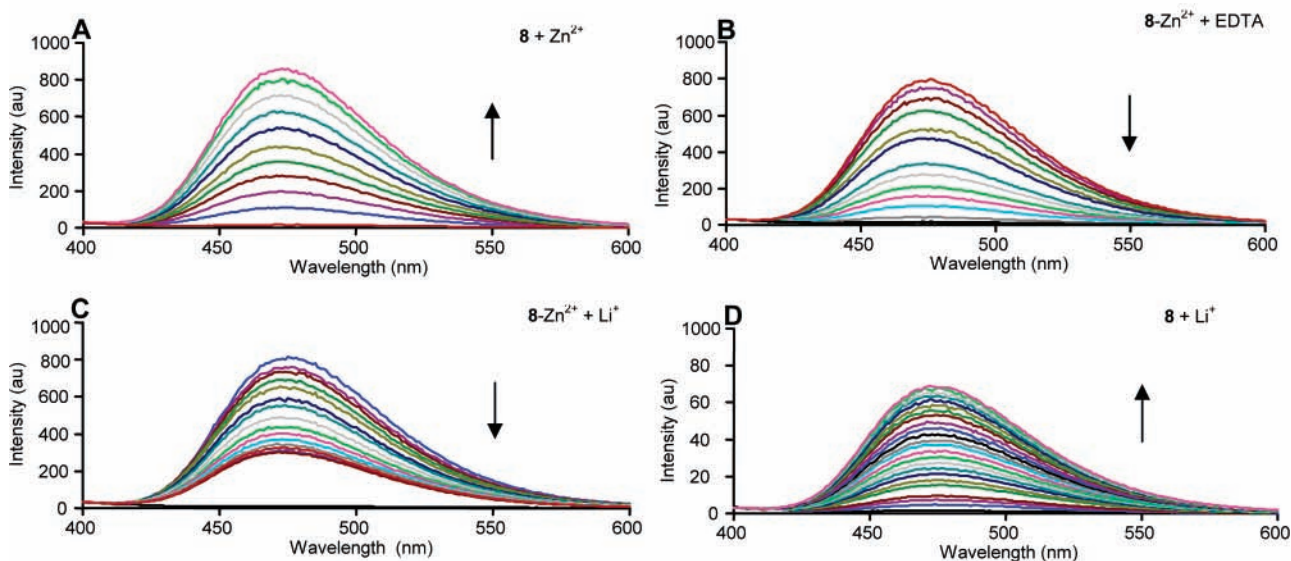 A
8 + Zn²⁺
1000
800
600
400
200
0
Intensity (au)
400 450 500 550 600
Wavelength (nm)
B
8-Zn²⁺ + EDTA
1000
800
600
400
200
0
Intensity (au)
400 450 500 550 600
Wavelength (nm)
C
8-Zn²⁺ + Li⁺
1000
800
600
400
200
0
Intensity (au)
400 450 500 550 600
Wavelength (nm)
D
8 + Li⁺
80
60
40
20
0
Intensity (au)
400 450 500 550 600
Wavelength (nm)